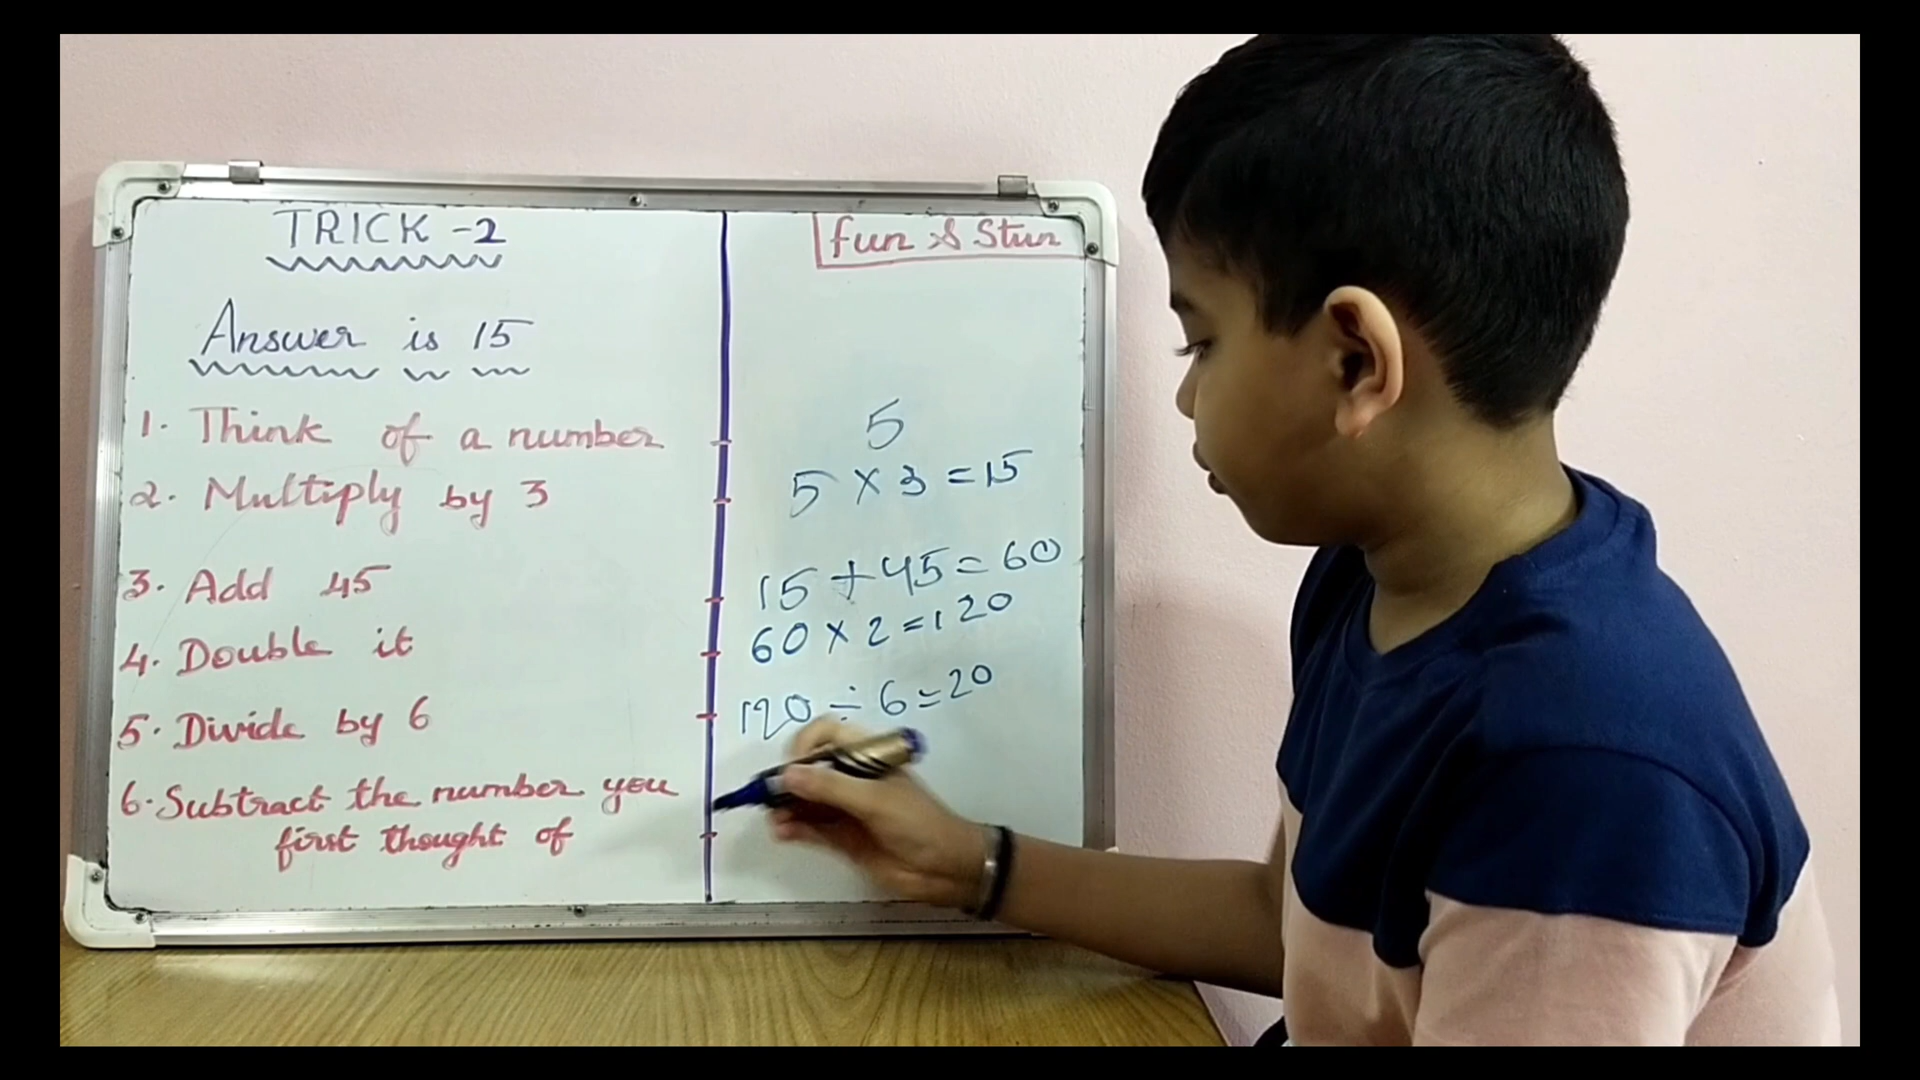 TRICK -2
Answer is 15
1. Think of a number
2. Multiply by 3
3. Add 45
4. Double it
5. Divide by 6
6. Subtract the number you
first thought of
Fun & Stun
5
5 × 3 = 15
15 + 45 = 60
60 × 2 = 120
120 ÷ 6 = 20